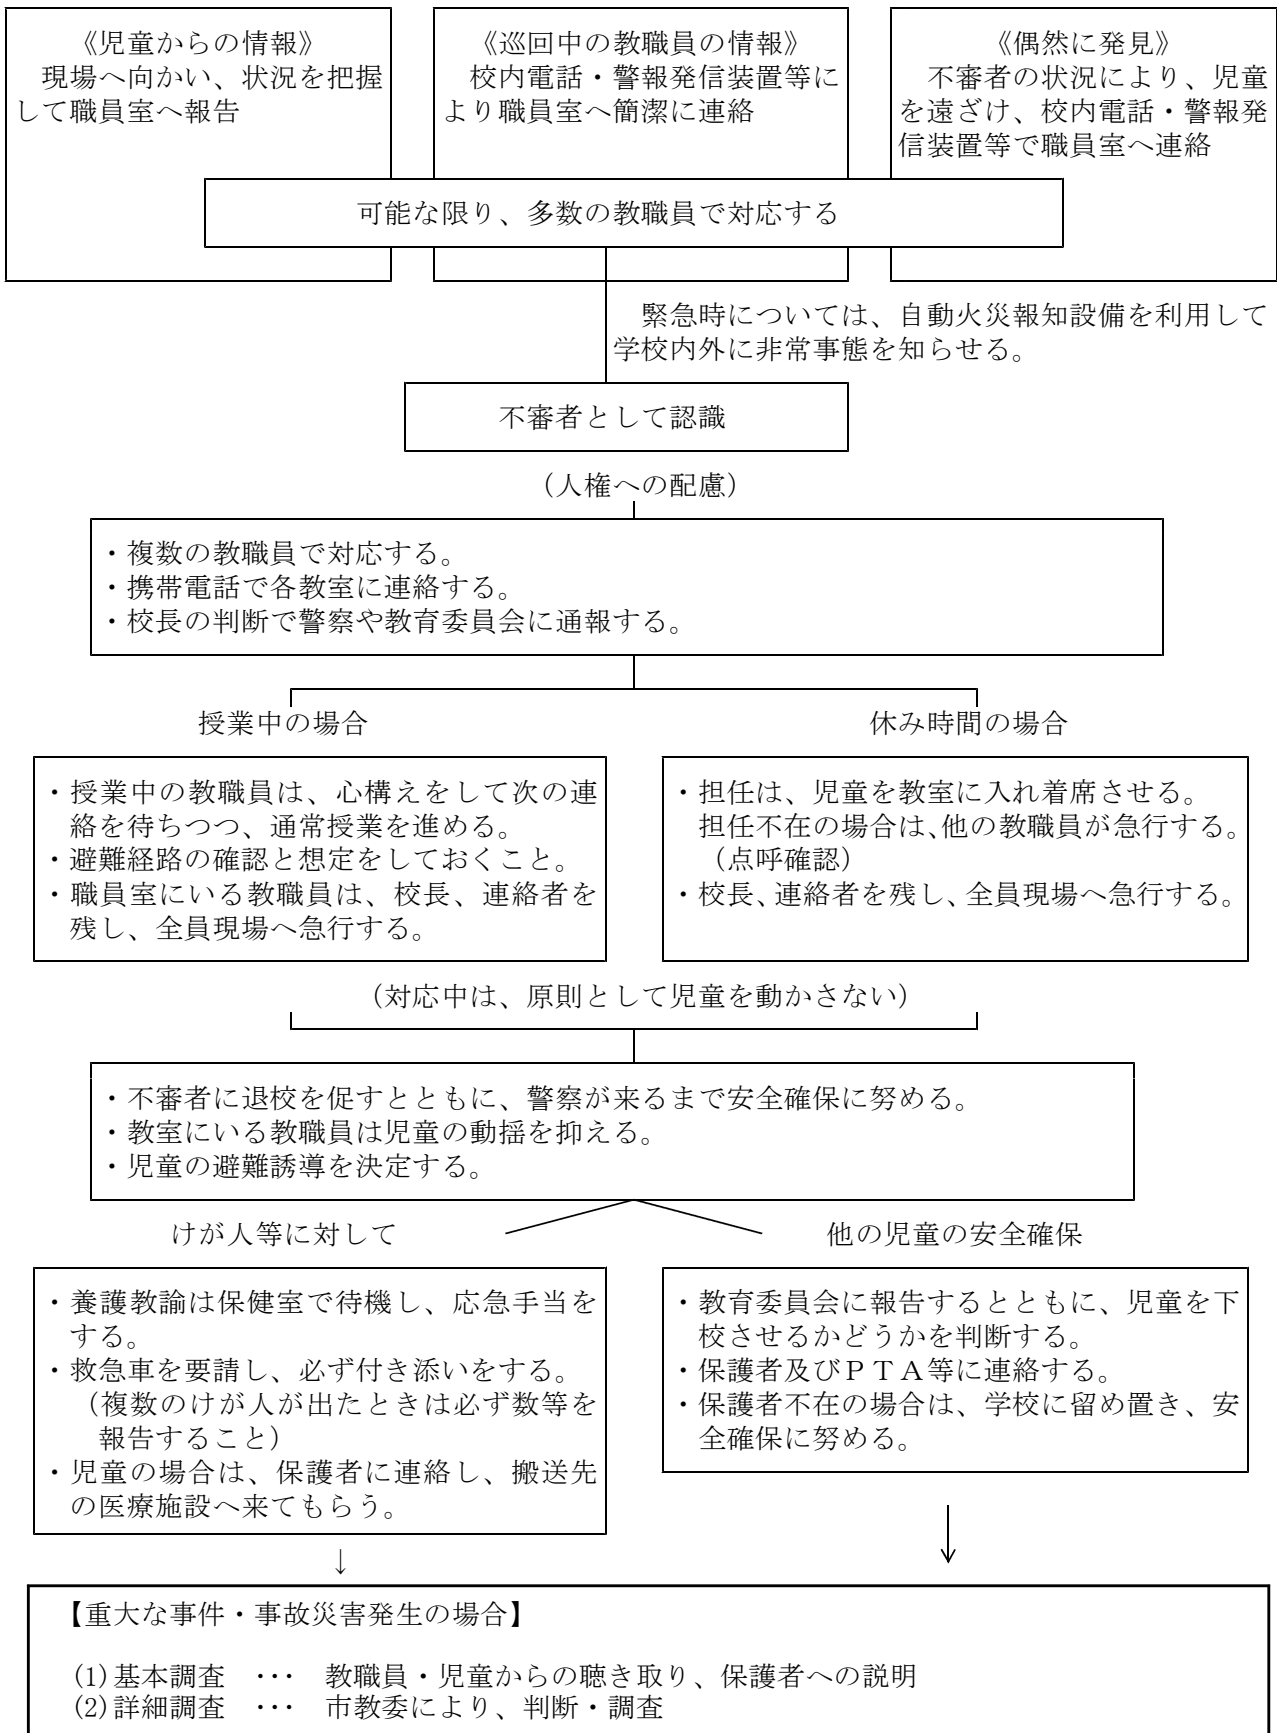 《児童からの情報》
現場へ向かい、状況を把握
して職員室へ報告
《巡回中の教職員の情報》
校内電話・警報発信装置等に
より職員室へ簡潔に連絡
《偶然に発見》
不審者の状況により、児童
を遠ざけ、校内電話・警報発
信装置等で職員室へ連絡
可能な限り、多数の教職員で対応する
緊急時については、自動火災報知設備を利用して
学校内外に非常事態を知らせる。
不審者として認識
（人権への配慮）
・複数の教職員で対応する。
・携帯電話で各教室に連絡する。
・校長の判断で警察や教育委員会に通報する。
授業中の場合
・授業中の教職員は、心構えをして次の連
絡を待ちつつ、通常授業を進める。
・避難経路の確認と想定をしておくこと。
・職員室にいる教職員は、校長、連絡者を
残し、全員現場へ急行する。
休み時間の場合
・担任は、児童を教室に入れ着席させる。
担任不在の場合は、他の教職員が急行する。
（点呼確認）
・校長、連絡者を残し、全員現場へ急行する。
（対応中は、原則として児童を動かさない）
・不審者に退校を促すとともに、警察が来るまで安全確保に努める。
・教室にいる教職員は児童の動揺を抑える。
・児童の避難誘導を決定する。
けが人等に対して
・養護教諭は保健室で待機し、応急手当を
する。
・救急車を要請し、必ず付き添いをする。
（複数のけが人が出たときは必ず数等を
報告すること）
・児童の場合は、保護者に連絡し、搬送先
の医療施設へ来てもらう。
↓
他の児童の安全確保
・教育委員会に報告するとともに、児童を下
校させるかどうかを判断する。
・保護者及びＰＴＡ等に連絡する。
・保護者不在の場合は、学校に留め置き、安
全確保に努める。
【重大な事件・事故災害発生の場合】
(1)基本調査　…　教職員・児童からの聴き取り、保護者への説明
(2)詳細調査　…　市教委により、判断・調査